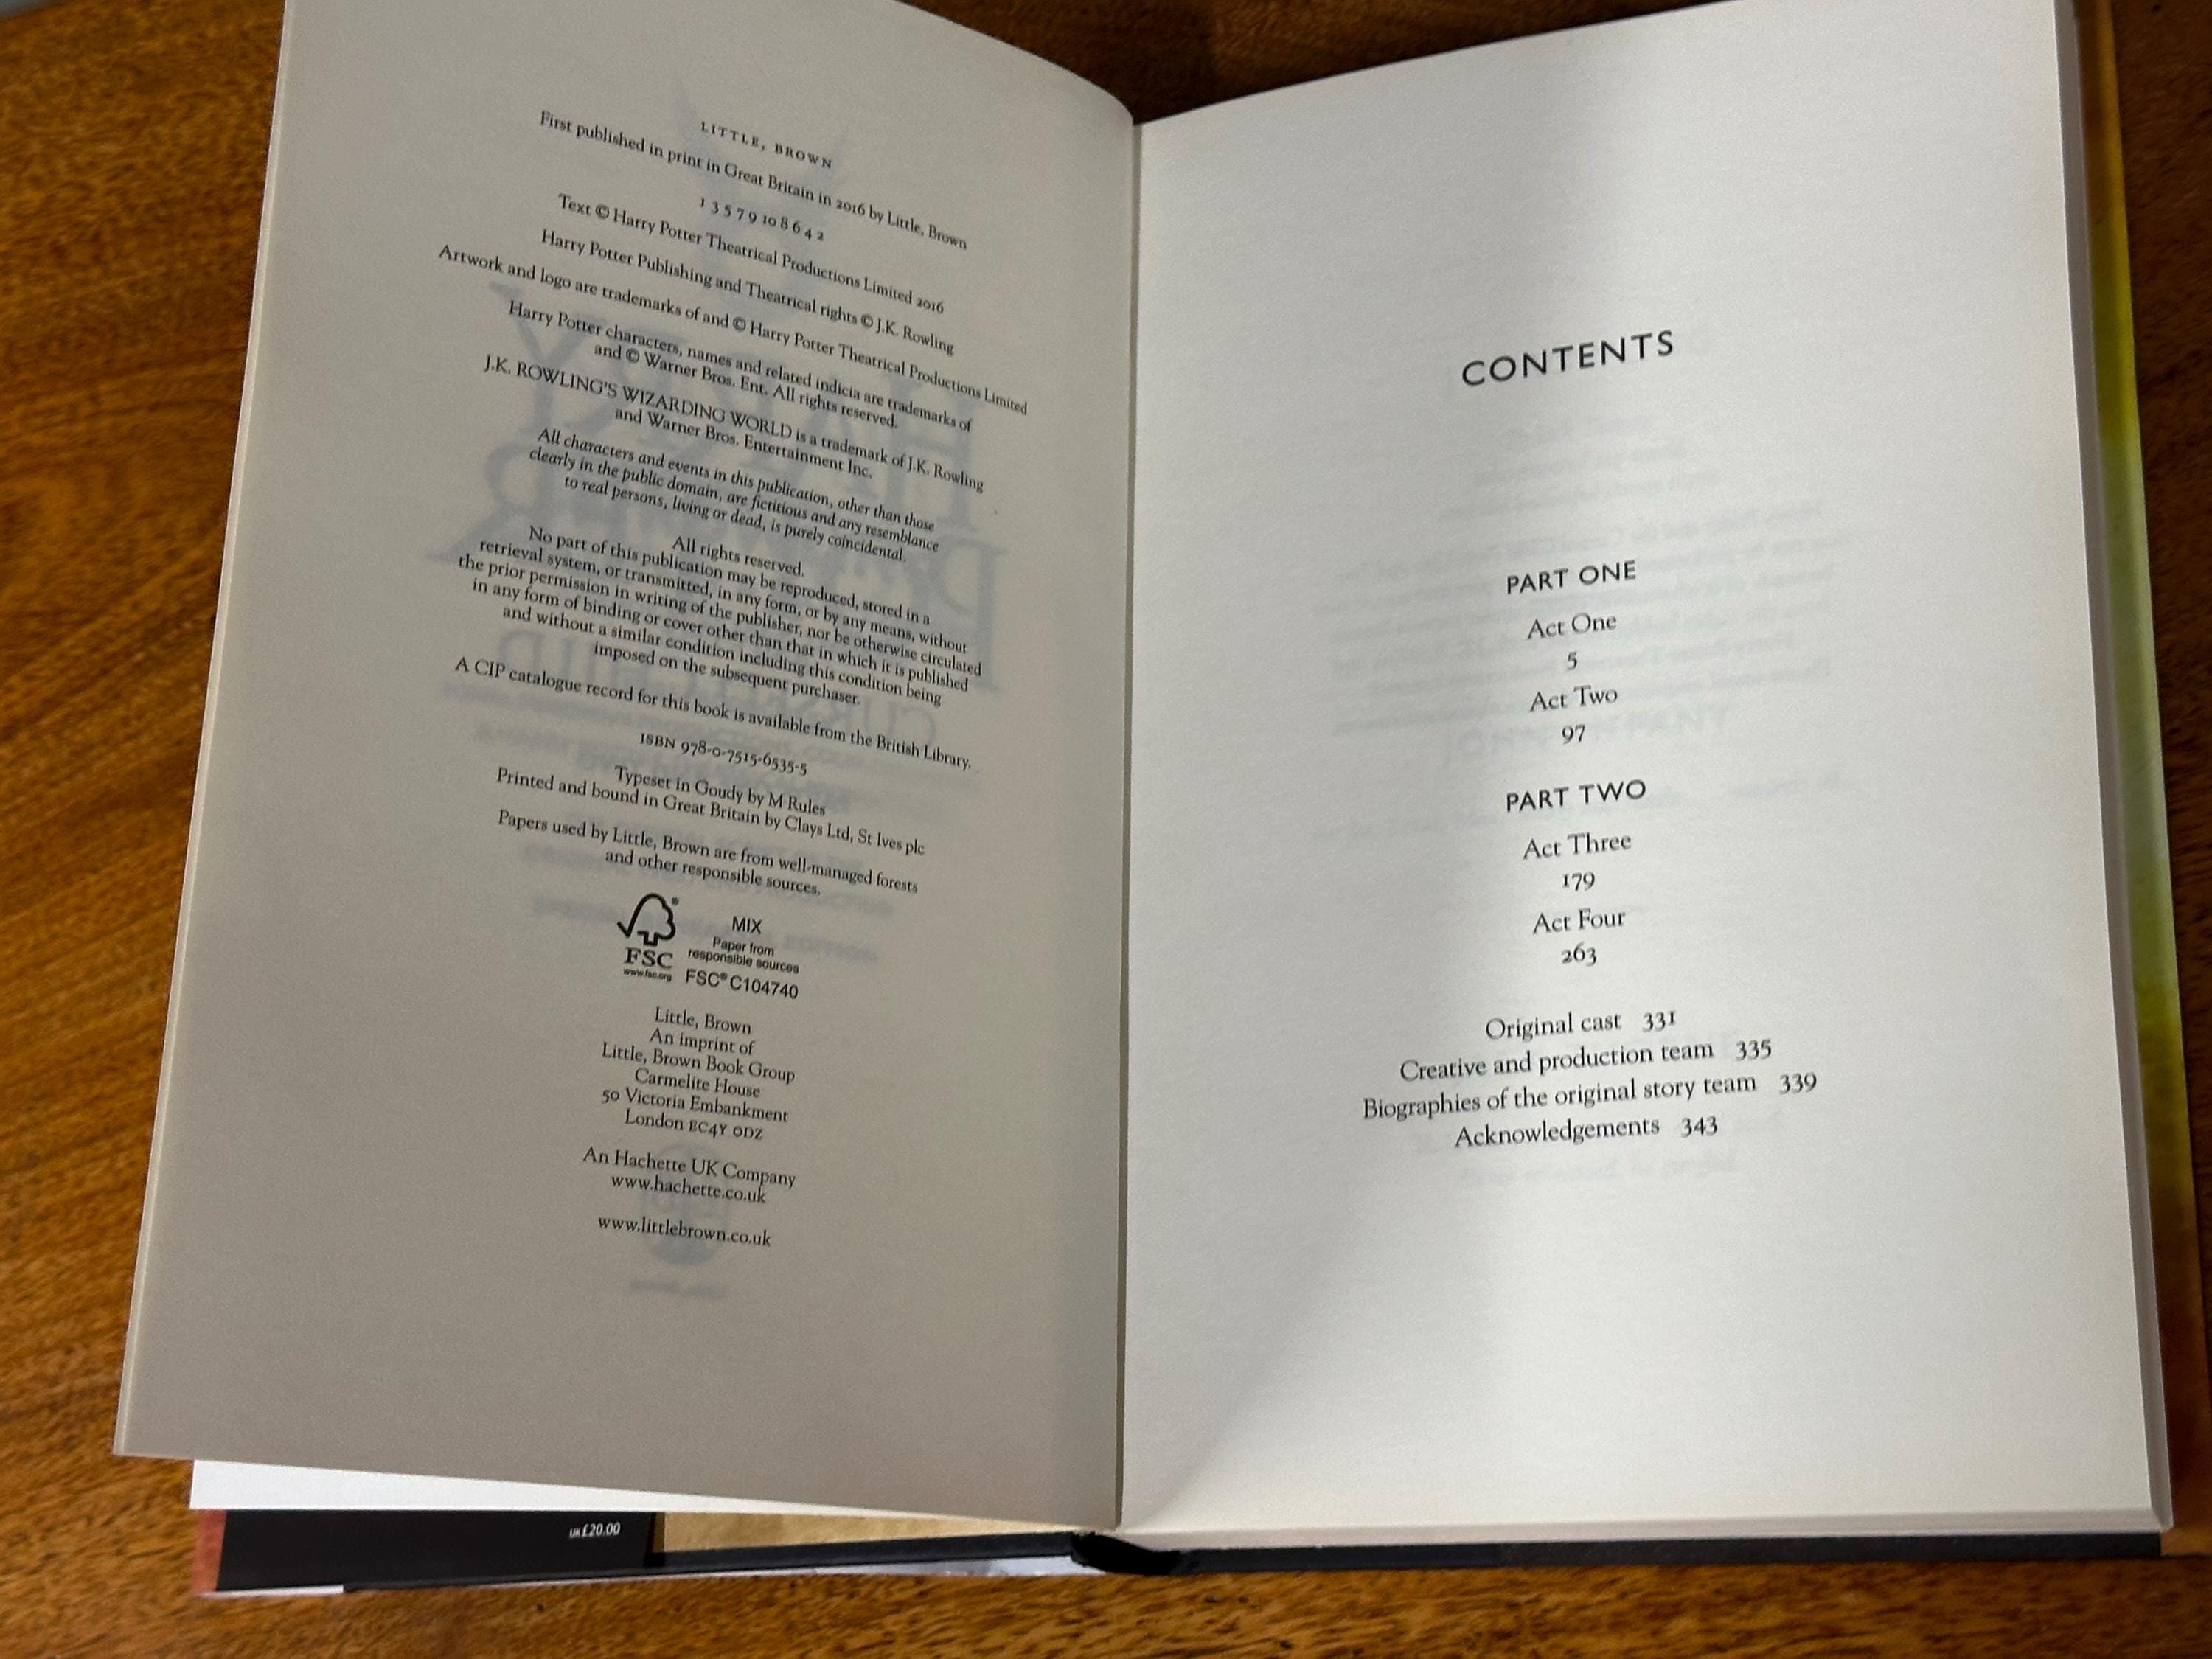 LITTLE, BROWN
First published in print in Great Britain in 2016 by Little, Brown
1 3 5 7 9 10 8 6 4 2
Text © Harry Potter Theatrical Productions Limited 2016
Harry Potter Publishing and Theatrical rights © J.K. Rowling
Artwork and logo are trademarks of and © Harry Potter Theatrical Productions Limited
Harry Potter characters, names and related indicia are trademarks of
and © Warner Bros. Ent. All rights reserved.
J.K. ROWLING'S WIZARDING WORLD is a trademark of J.K. Rowling
and Warner Bros. Entertainment Inc.
All characters and events in this publication, other than those
clearly in the public domain, are fictitious and any resemblance
to real persons, living or dead, is purely coincidental.
All rights reserved.
No part of this publication may be reproduced, stored in a
retrieval system, or transmitted, in any form, or by any means, without
the prior permission in writing of the publisher, nor be otherwise circulated
in any form of binding or cover other than that in which it is published
and without a similar condition including this condition being
imposed on the subsequent purchaser.
A CIP catalogue record for this book is available from the British Library.
ISBN 978-0-7515-6535-5
Typeset in Goudy by M Rules
Printed and bound in Great Britain by Clays Ltd, St Ives plc
Papers used by Little, Brown are from well-managed forests
and other responsible sources.
FSC
www.fsc.org
MIX
Paper from
responsible sources
FSC® C104740
Little, Brown
An imprint of
Little, Brown Book Group
Carmelite House
50 Victoria Embankment
London EC4Y 0DZ
An Hachette UK Company
www.hachette.co.uk
www.littlebrown.co.uk
UK £20.00
CONTENTS
PART ONE
Act One
5
Act Two
97
PART TWO
Act Three
179
Act Four
263
Original cast 331
Creative and production team 335
Biographies of the original story team 339
Acknowledgements 343